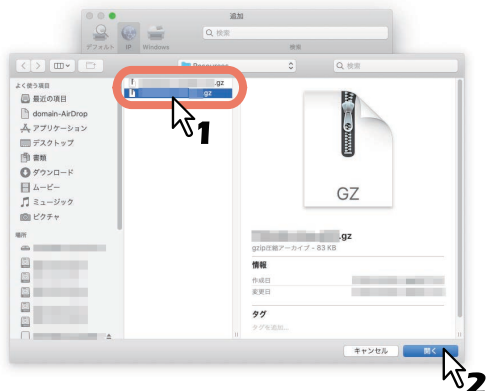 追加
検索
デフォルト IP Windows 検索
Resources
検索
よく使う項目
最近の項目
domain-AirDrop
アプリケーション
デスクトップ
書類
ダウンロード
ムービー
ミュージック
ピクチャ
場所
.gz
.gz
1
GZ
.gz
gzip圧縮アーカイブ - 83 KB
情報
作成日
変更日
タグ
タグを追加...
キャンセル
開く
2